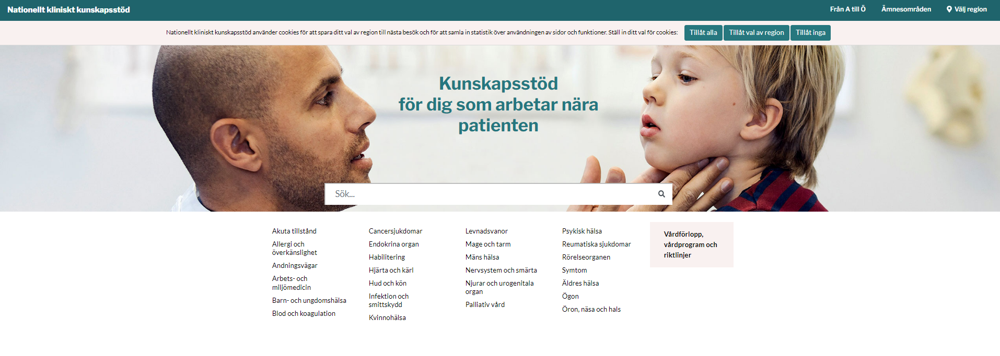 Nationellt kliniskt kunskapsstöd
Från A till Ö
Ämnesområden
Välj region
Nationellt kliniskt kunskapsstöd använder cookies för att spara ditt val av region till nästa besök och för att samla in statistik över användningen av sidor och funktioner. Ställ in ditt val för cookies:
Tillåt alla
Tillåt val av region
Tillåt inga
Kunskapsstöd
för dig som arbetar nära
patienten
Sök...
Akuta tillstånd
Allergi och
överkänslighet
Andningsvägar
Arbets- och
miljömedicin
Barn- och ungdomshälsa
Blod och koagulation
Cancersjukdomar
Endokrina organ
Habilitering
Hjärta och kärl
Hud och kön
Infektion och
smittskydd
Kvinnohälsa
Levnadsvanor
Mage och tarm
Mäns hälsa
Nervsystem och smärta
Njurar och urogenitala
organ
Palliativ vård
Psykisk hälsa
Reumatiska sjukdomar
Rörelseorganen
Symtom
Äldres hälsa
Ögon
Öron, näsa och hals
Vårdförlopp,
vårdprogram och
riktlinjer